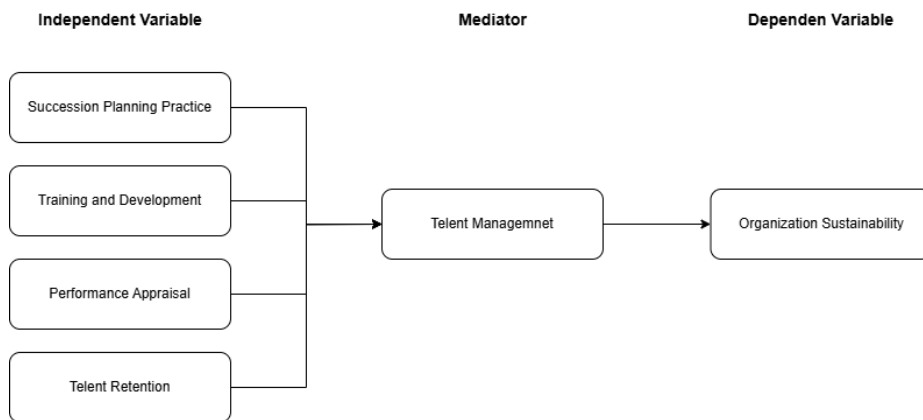 Independent Variable
Mediator
Dependen Variable
Succession Planning Practice
Training and Development
Telent Managemnet
Organization Sustainability
Performance Appraisal
Telent Retention